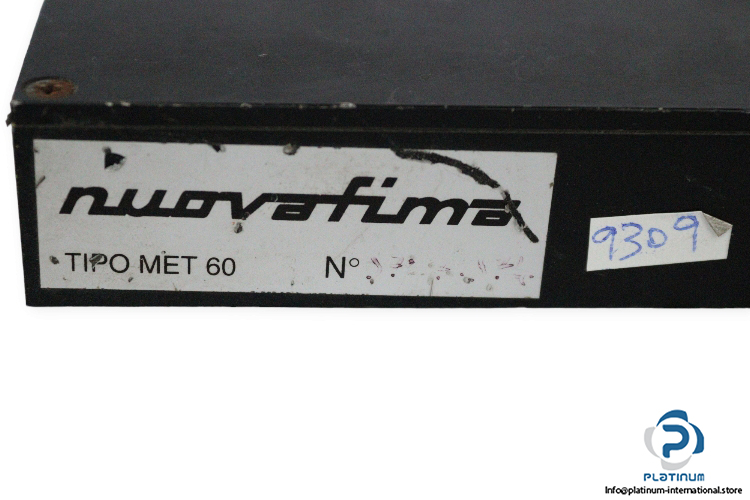 nuovafima
TIPO MET 60 N°
9309
PLATINUM
Info@platinum-international.store